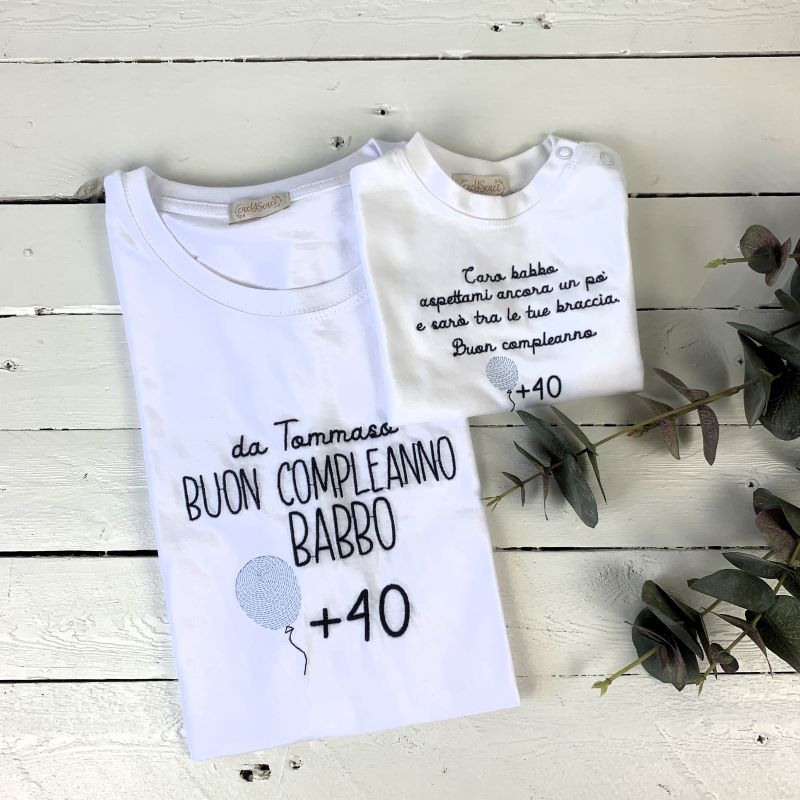 Caro babbo
aspettami ancora un po'
e sarò tra le tue braccia.
Buon compleanno
+40
da Tommaso
BUON COMPLEANNO
BABBO
+40